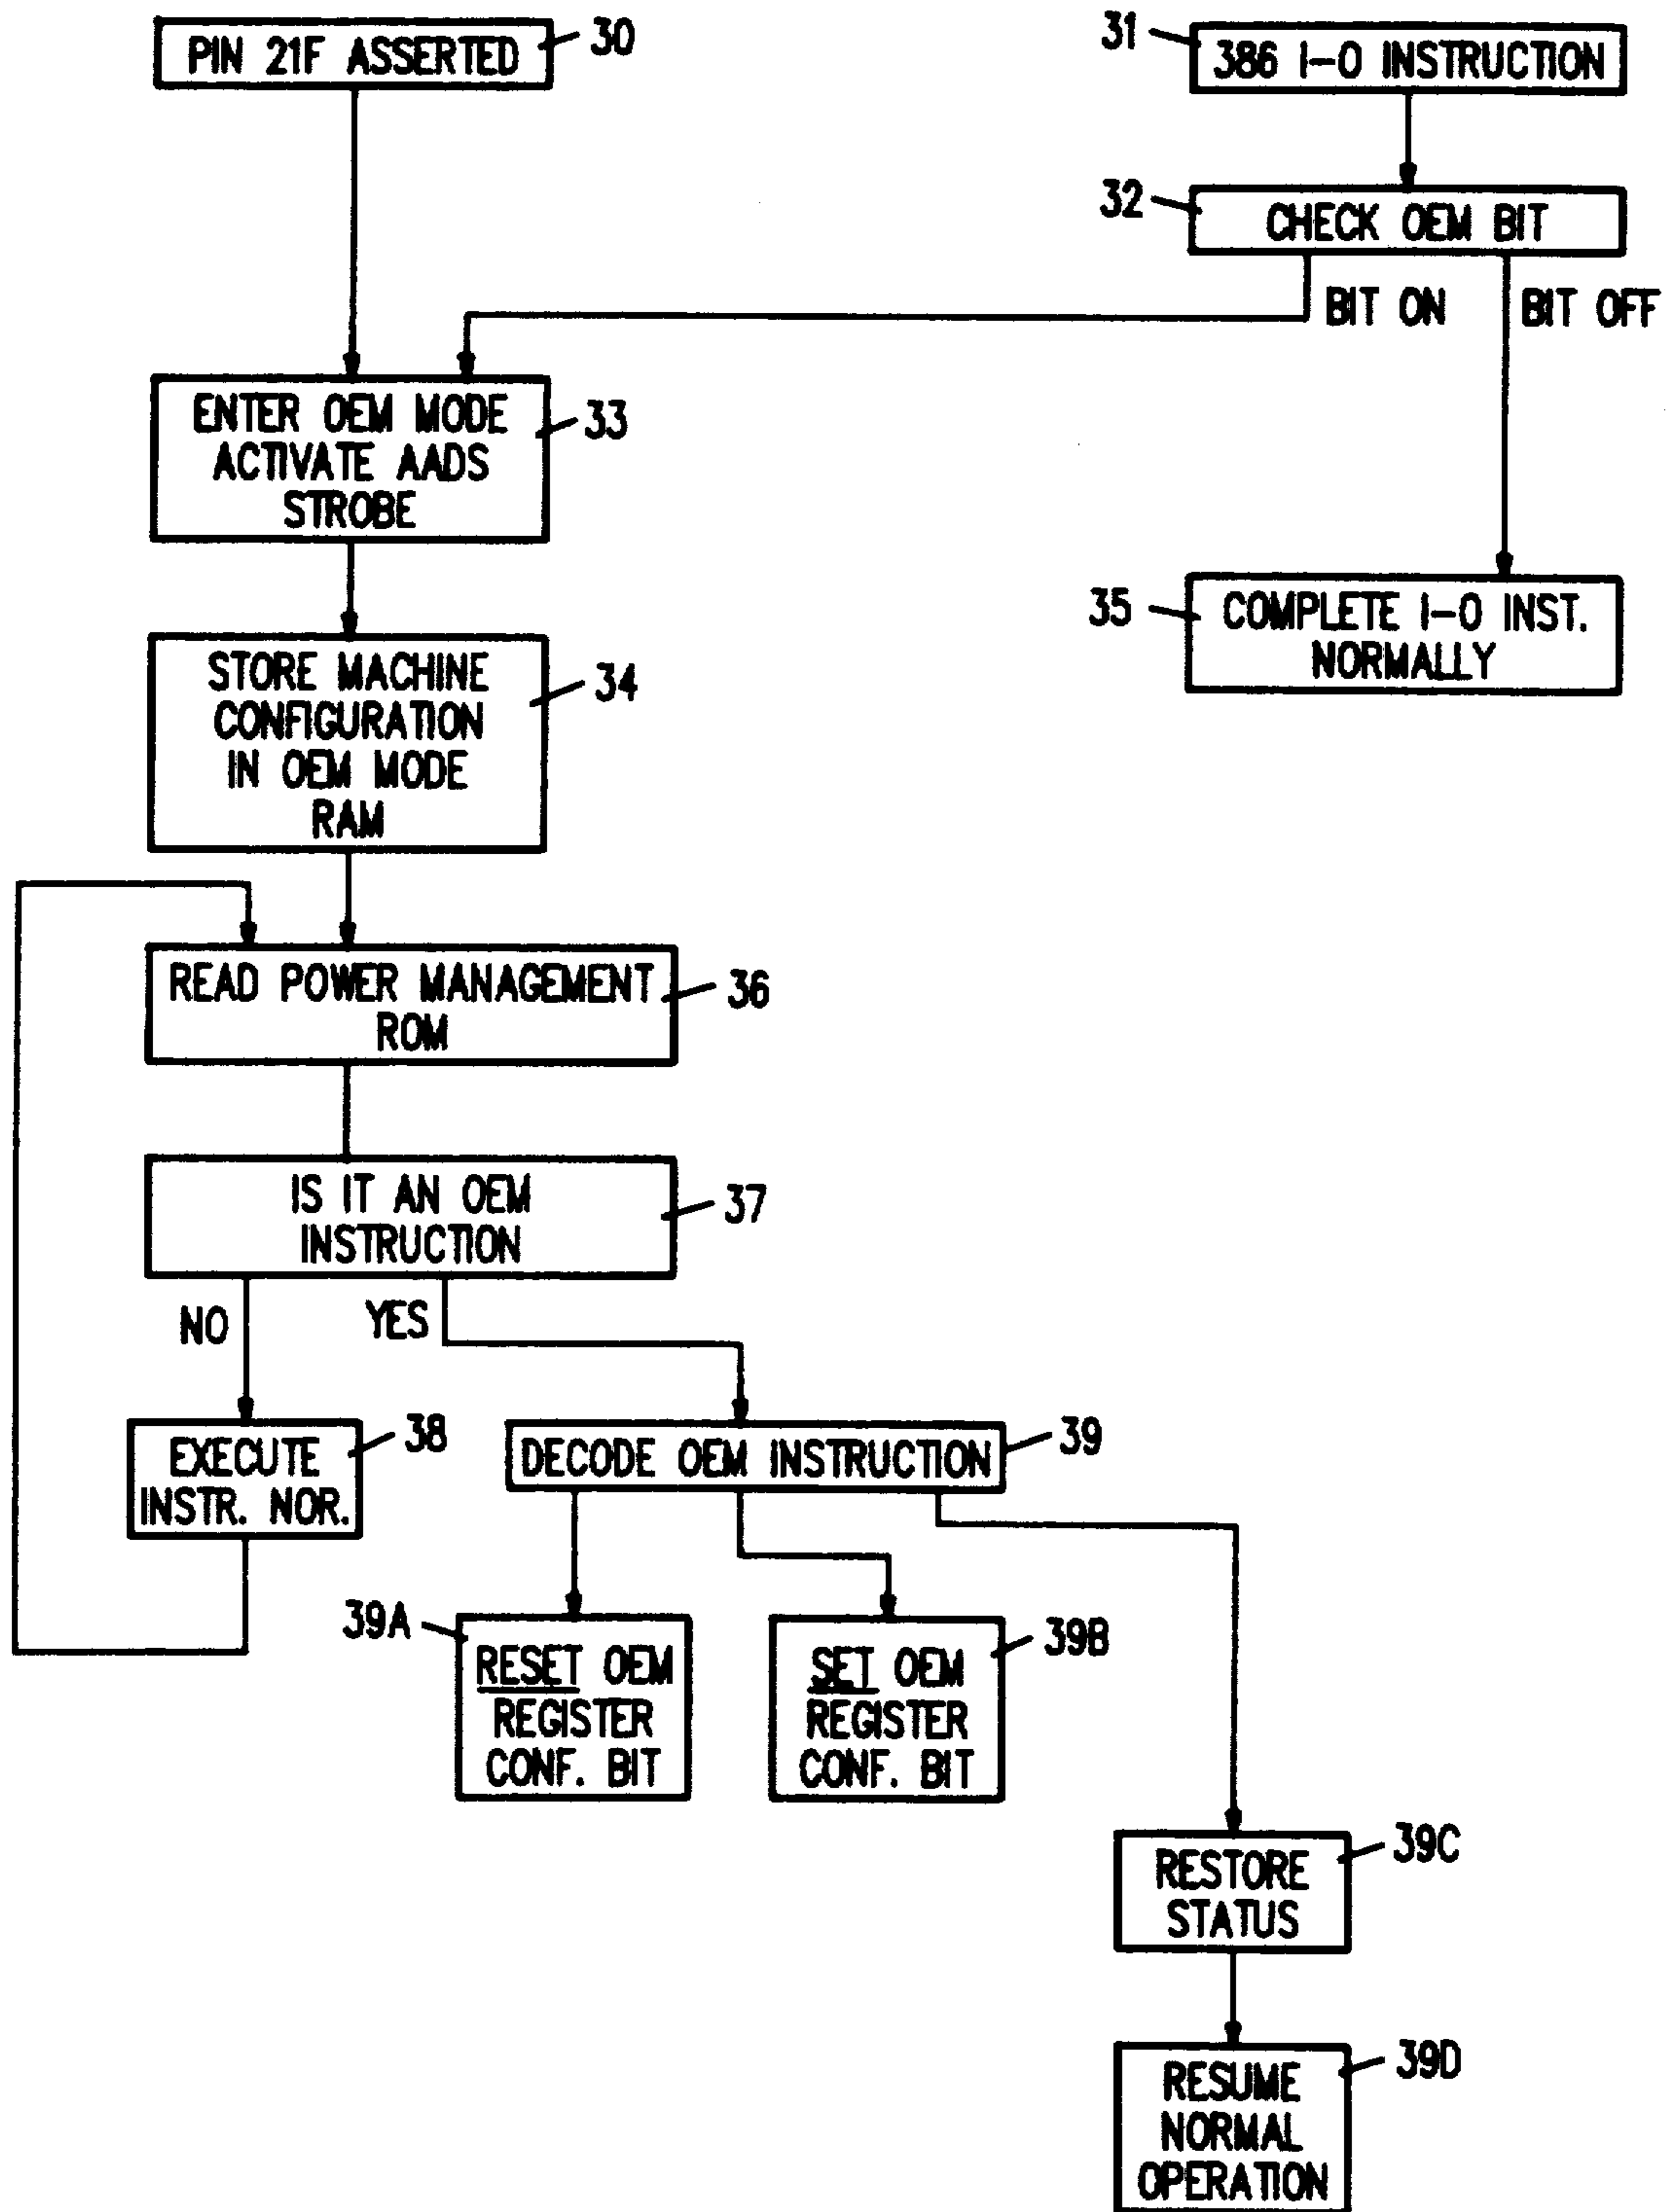 PIN 21F ASSERTED
30
31
386 I-O INSTRUCTION
32
CHECK OEM BIT
BIT ON
BIT OFF
ENTER OEM MODE
ACTIVATE AADS
STROBE
33
35
COMPLETE I-O INST.
NORMALLY
STORE MACHINE
CONFIGURATION
IN OEM MODE
RAM
34
READ POWER MANAGEMENT
ROM
36
IS IT AN OEM
INSTRUCTION
37
NO
YES
EXECUTE
INSTR. NOR.
38
DECODE OEM INSTRUCTION
39
39A
RESET OEM
REGISTER
CONF. BIT
SET OEM
REGISTER
CONF. BIT
39B
RESTORE
STATUS
39C
RESUME
NORMAL
OPERATION
39D